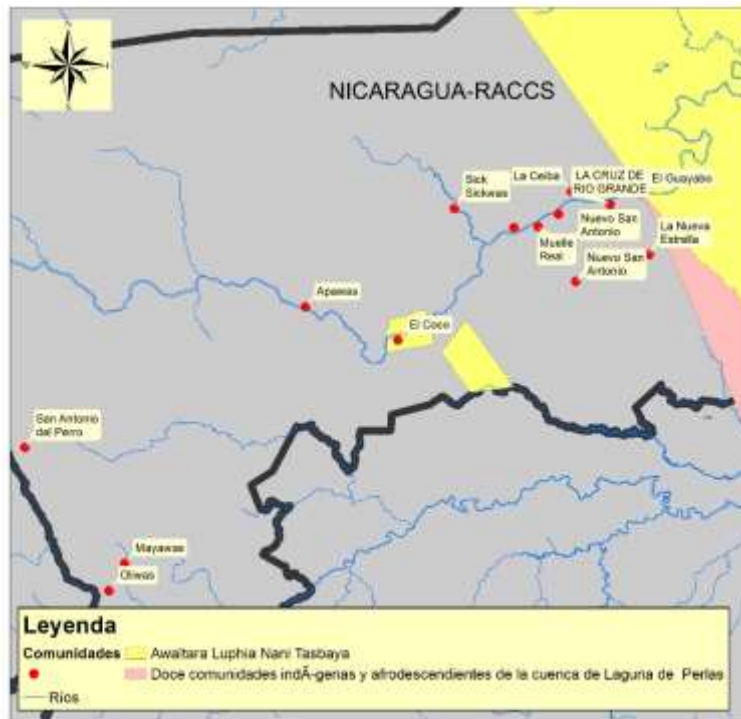 NICARAGUA-RACCS
Sick
Sickwas
La Ceiba
LA CRUZ DE
RIO GRANDE
El Guayabo
Nuevo San
Antonio
La Nueva
Estrella
Muelle
Real
Nuevo San
Antonio
Apawas
El Coco
San Antonio
del Perro
Mayawas
Oliwas
Leyenda
Comunidades
Awaltara Luphia Nani Tasbaya
Doce comunidades indÃ-genas y afrodescendientes de la cuenca de Laguna de Perlas
Rios